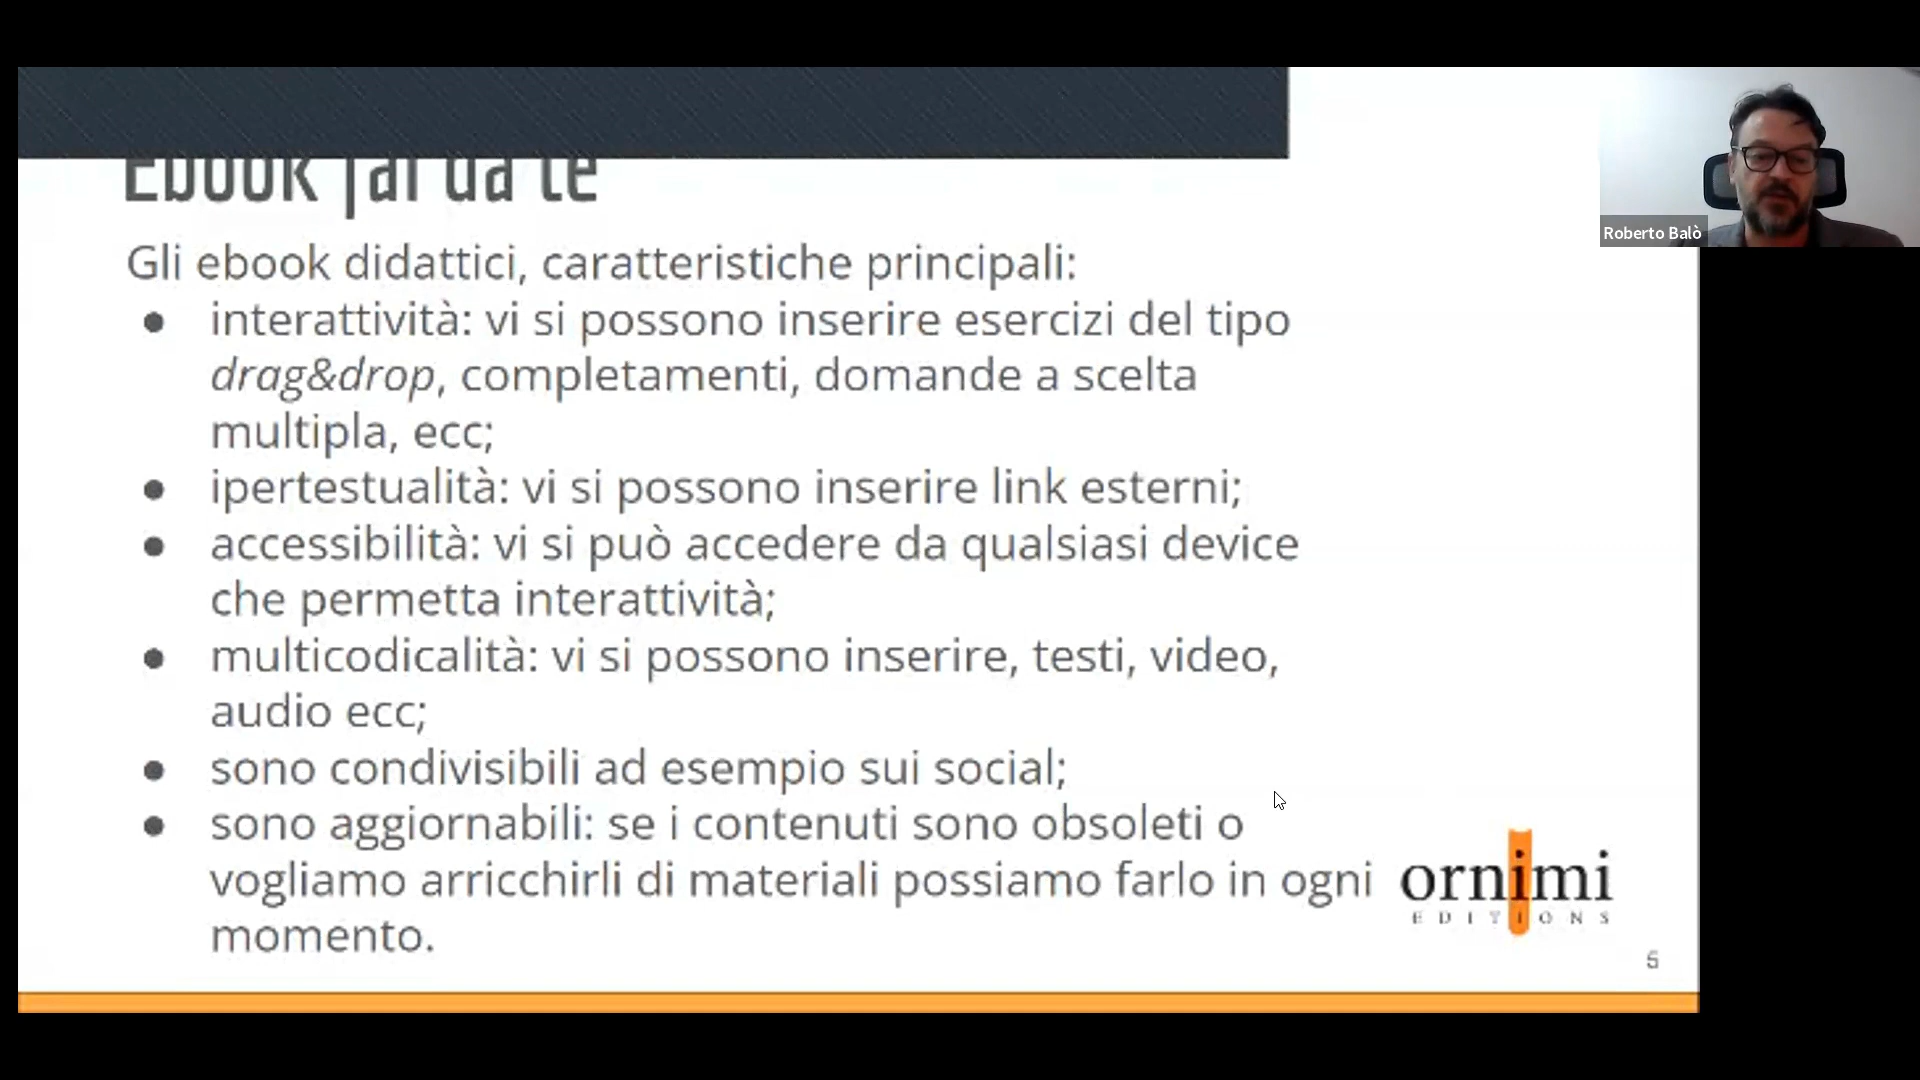 Ebook fai da te
Gli ebook didattici, caratteristiche principali:
● interattività: vi si possono inserire esercizi del tipo
drag&drop, completamenti, domande a scelta
multipla, ecc;
● ipertestualità: vi si possono inserire link esterni;
● accessibilità: vi si può accedere da qualsiasi device
che permetta interattività;
● multicodicalità: vi si possono inserire, testi, video,
audio ecc;
● sono condivisibili ad esempio sui social;
● sono aggiornabili: se i contenuti sono obsoleti o
vogliamo arricchirli di materiali possiamo farlo in ogni
momento.
ornimi
EDITIONS
5
Roberto Balò